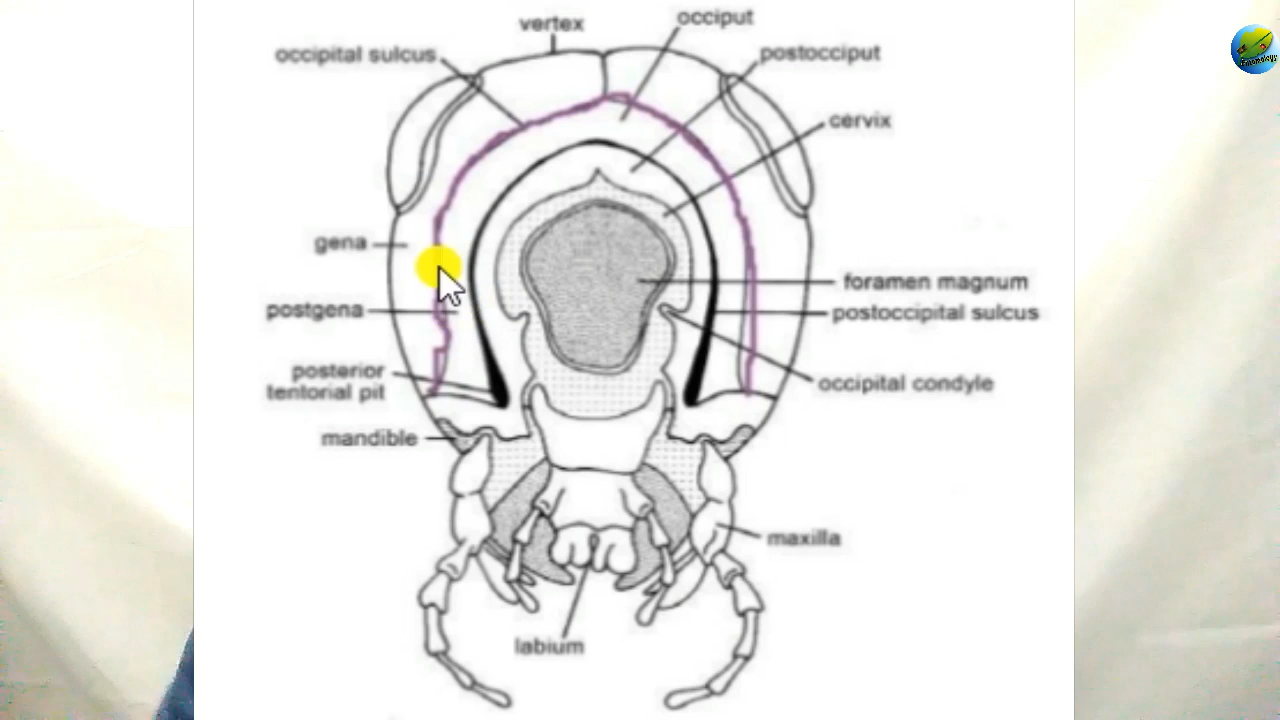 vertex
occiput
occipital sulcus
postocciput
cervix
gena
foramen magnum
postgena
postoccipital sulcus
posterior
tentorial pit
occipital condyle
mandible
maxilla
labium
Entomology